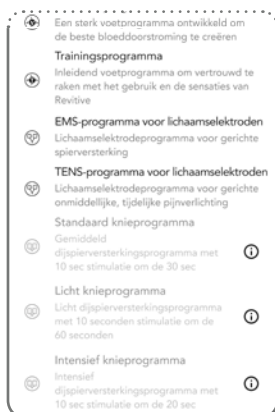 Een sterk voetprogramma ontwikkeld om
de beste bloeddoorstroming te creëren
Trainingsprogramma
Inleidend voetprogramma om vertrouwd te
raken met het gebruik en de sensaties van
Revitive
EMS-programma voor lichaamselektroden
Lichaamselektrodeprogramma voor gerichte
spierversterking
TENS-programma voor lichaamselektroden
Lichaamselektrodeprogramma voor gerichte
onmiddellijke, tijdelijke pijnverlichting
Standaard knieprogramma
Gemiddeld
dijspierversterkingsprogramma met
10 sec stimulatie om de 30 sec
Licht knieprogramma
Licht dijspierversterkingsprogramma
met 10 seconden stimulatie om de
60 seconden
Intensief knieprogramma
Intensief
dijspierversterkingsprogramma met
10 sec stimulatie om de 20 sec